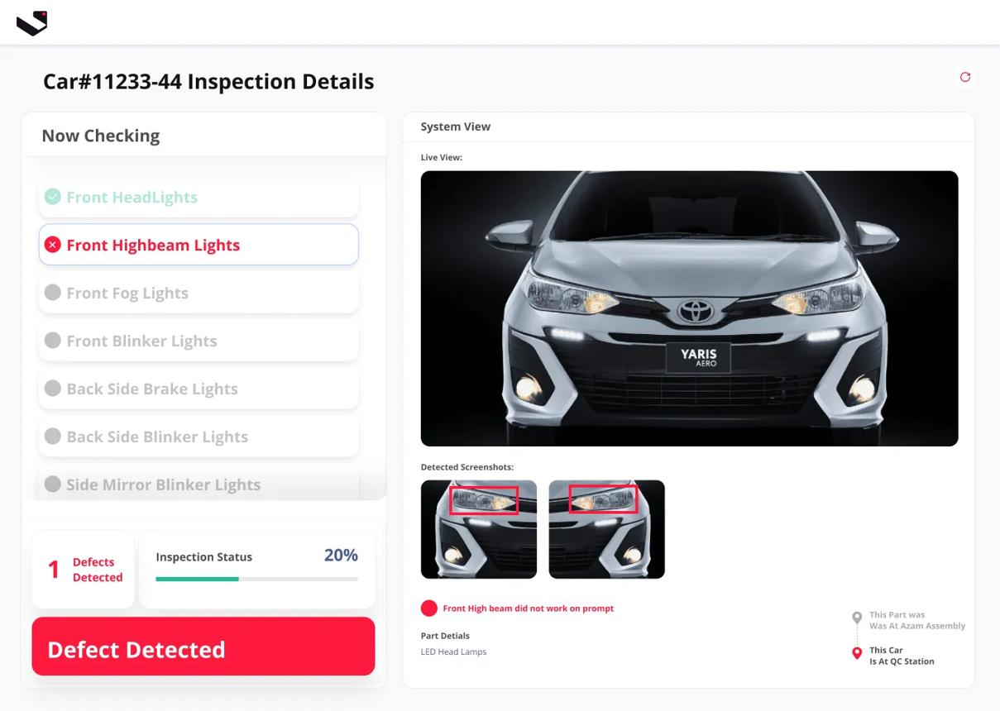 Car#11233-44 Inspection Details
Now Checking
Front HeadLights
Front Highbeam Lights
Front Fog Lights
Front Blinker Lights
Back Side Brake Lights
Back Side Blinker Lights
Side Mirror Blinker Lights
1
Defects
Detected
Inspection Status
20%
Defect Detected
System View
Live View:
YARIS
AERO
Detected Screenshots:
Front High beam did not work on prompt
Part Detials
LED Head Lamps
This Part was
Was At Azam Assembly
This Car
Is At QC Station